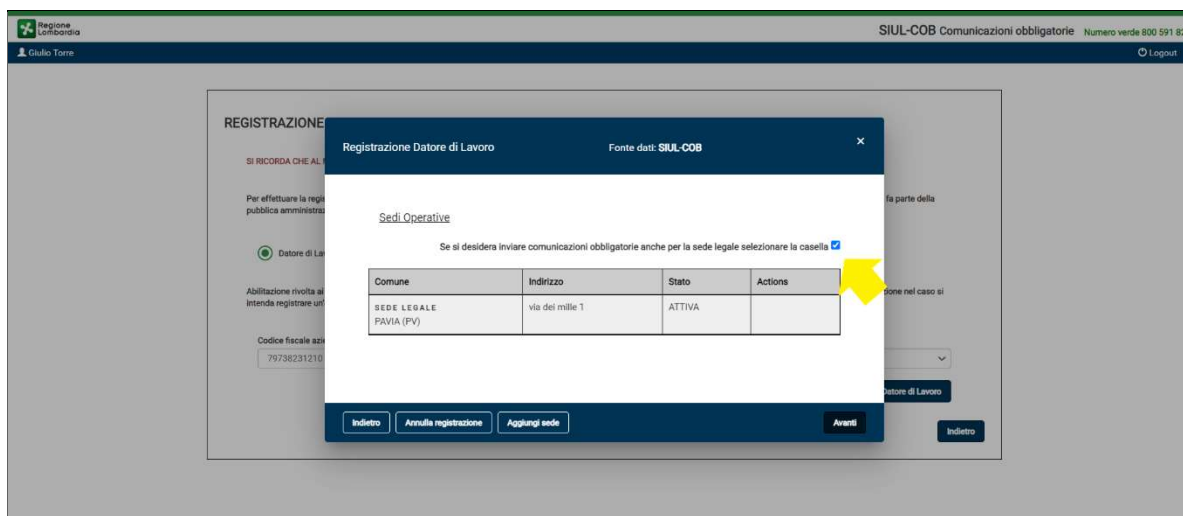 Regione
Lombardia
SIUL-COB Comunicazioni obbligatorie Numero verde 800 591 82
Giulio Torre
Logout
REGISTRAZIONE
SI RICORDA CHE AL
Per effettuare la regis
fa parte della
pubblica amministraz
Datore di La
Abilitazione rivolta ai
zione nel caso si
intenda registrare un'
Codice fiscale azie
79738231210
Datore di Lavoro
Indietro
Registrazione Datore di Lavoro
Fonte dati: SIUL-COB
×
Sedi Operative
Se si desidera inviare comunicazioni obbligatorie anche per la sede legale selezionare la casella
Comune Indirizzo Stato Actions
SEDE LEGALE via dei mille 1 ATTIVA
PAVIA (PV)
Indietro Annulla registrazione Aggiungi sede Avanti